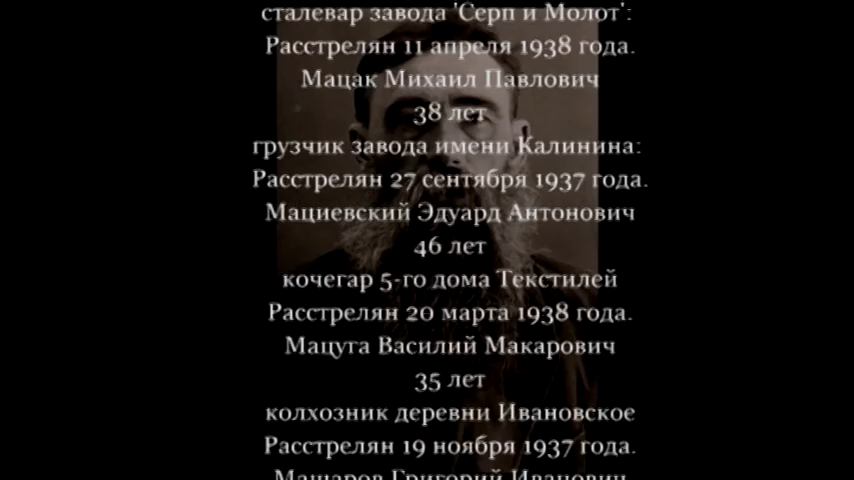 сталевар завода 'Серп и Молот':
Расстрелян 11 апреля 1938 года.
Мацак Михаил Павлович
38 лет
грузчик завода имени Калинина:
Расстрелян 27 сентября 1937 года.
Мациевский Эдуард Антонович
46 лет
кочегар 5-го дома Текстилей
Расстрелян 20 марта 1938 года.
Мацуга Василий Макарович
35 лет
колхозник деревни Ивановское
Расстрелян 19 ноября 1937 года.
Григорий Иванович